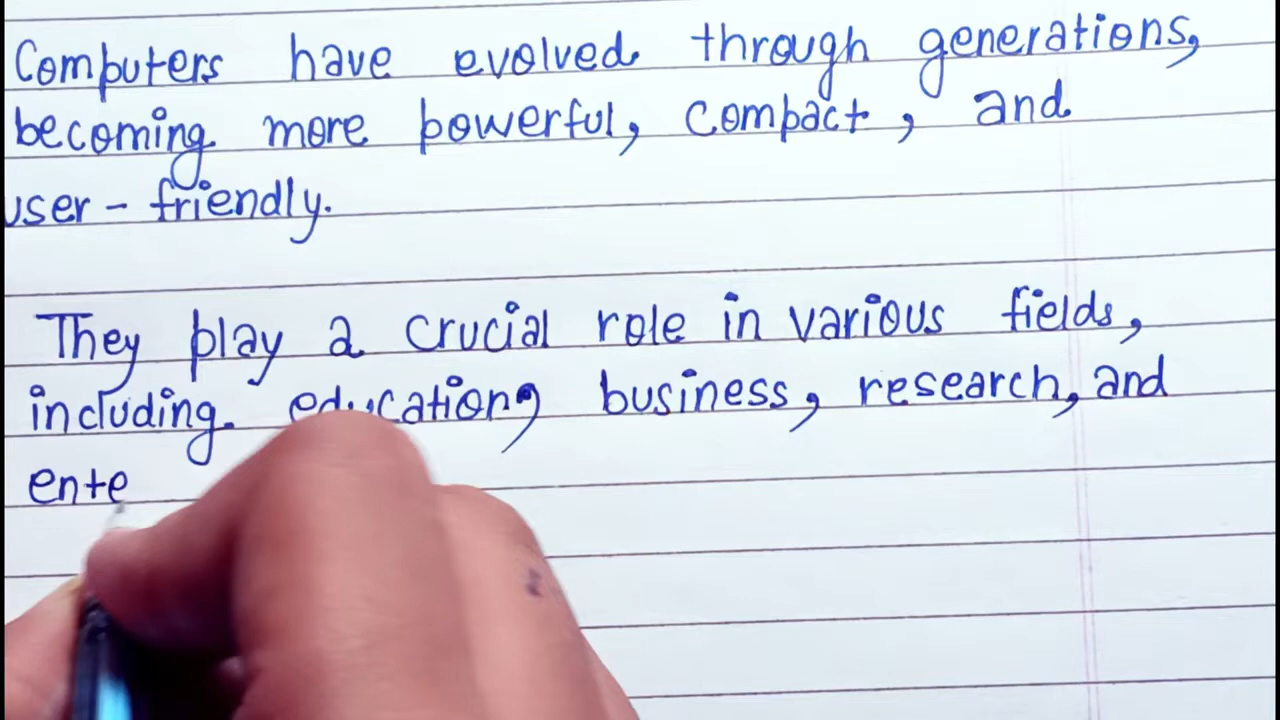 Computers have evolved through generations,
becoming more powerful, compact, and
user - friendly.
They play a crucial role in various fields,
including education, business, research, and
ente